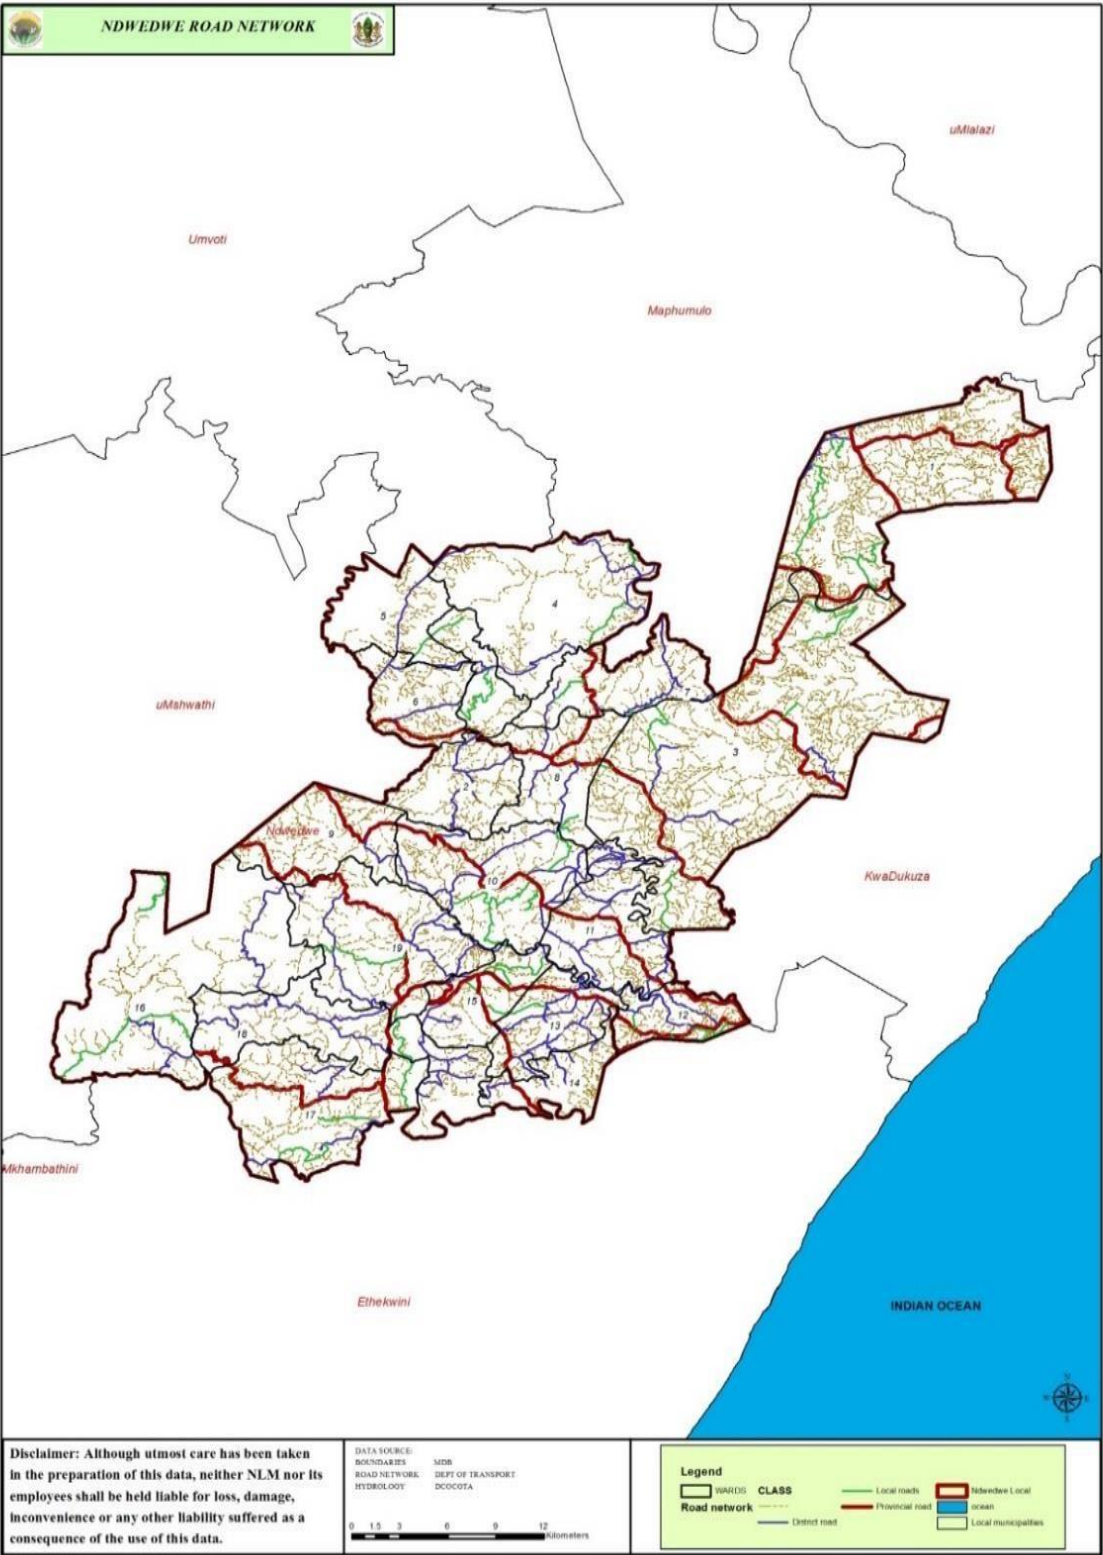 NDWEDWE ROAD NETWORK
uMlalazi
Umvoti
Maphumulo
1
5
4
uMshwathi
6
7
3
2
8
Ndwedwe
9
KwaDukuza
10
11
19
16
15
12
18
13
14
17
Mkhambathini
Ethekwini
INDIAN OCEAN
N
W
E
S
Disclaimer: Although utmost care has been taken
in the preparation of this data, neither NLM nor its
employees shall be held liable for loss, damage,
inconvenience or any other liability suffered as a
consequence of the use of this data.
DATA SOURCE:
BOUNDARIES MDB
ROAD NETWORK DEPT OF TRANSPORT
HYDROLOGY DCOCOTA
0 1.5 3 6 9 12
Kilometers
Legend
WARDS CLASS Local roads Ndwedwe Local
Road network Provincial road ocean
District road Local municipalities